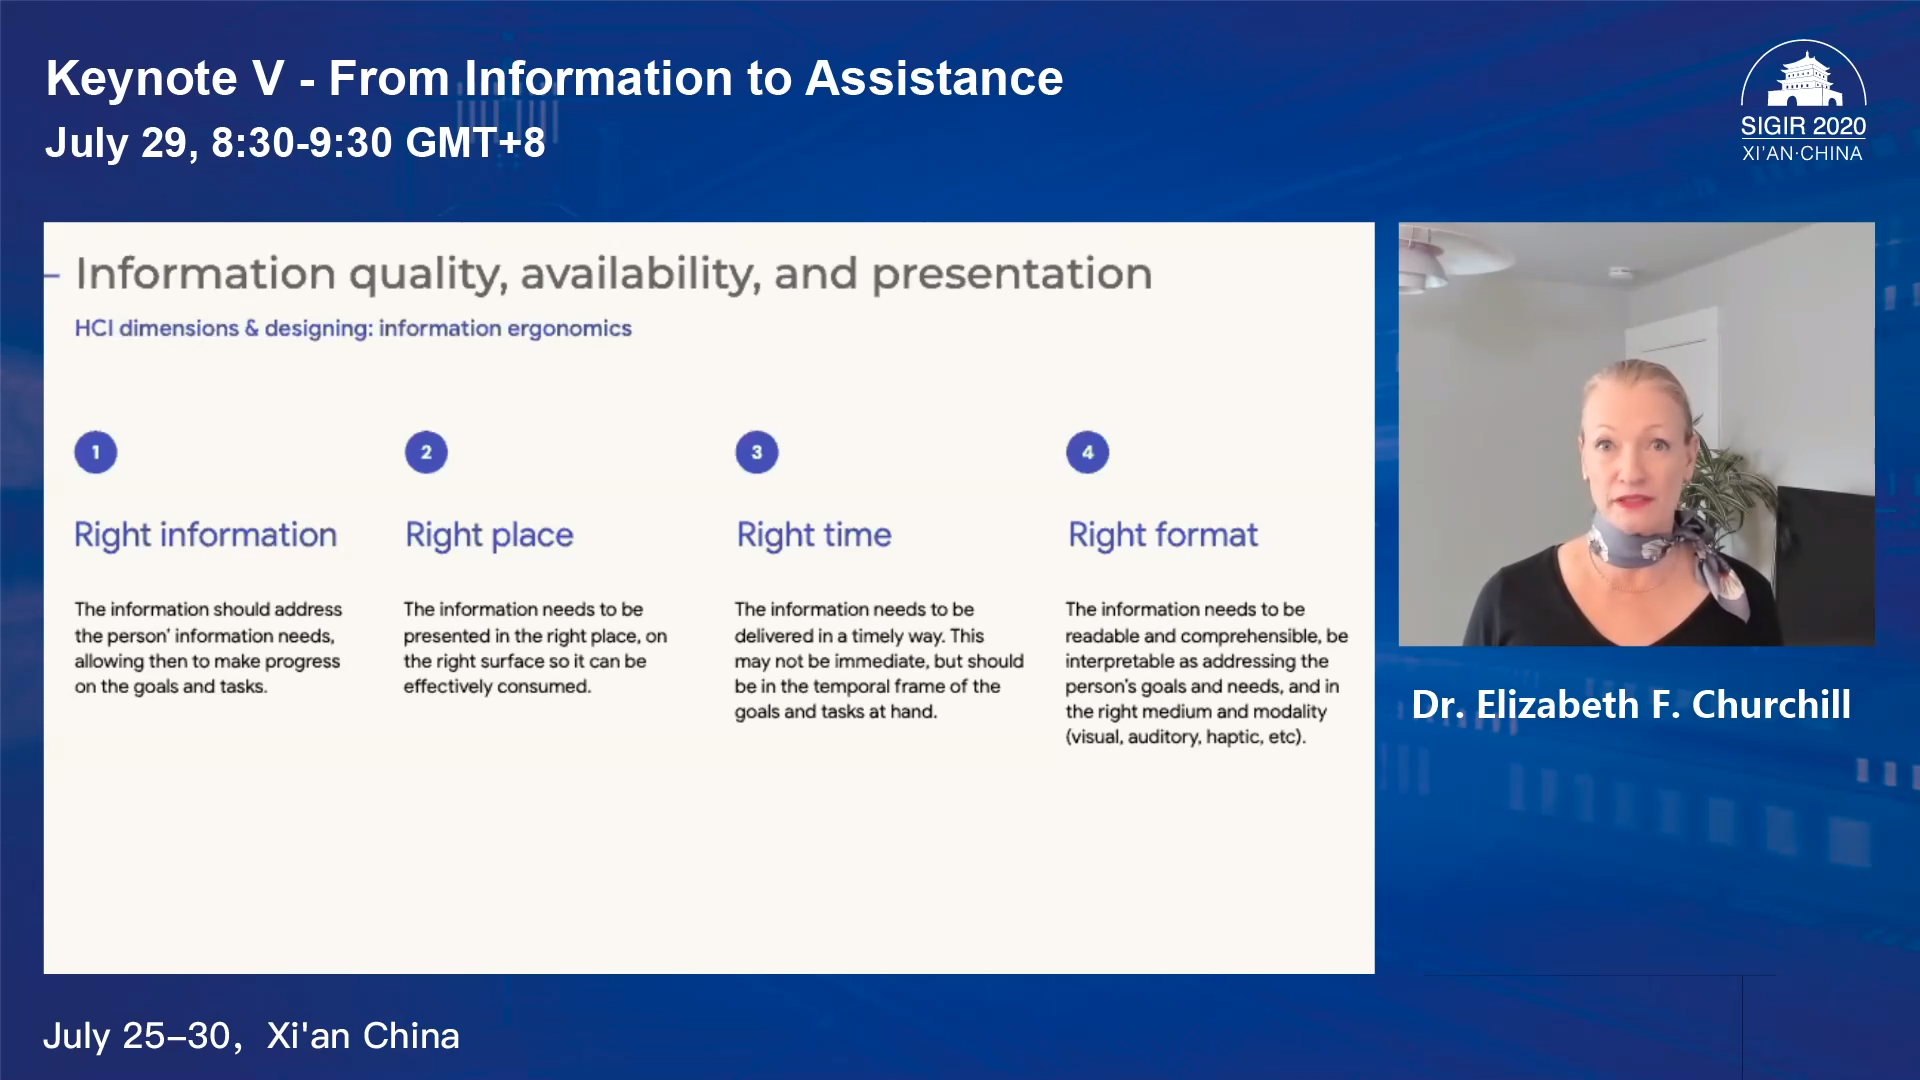 Keynote V - From Information to Assistance
July 29, 8:30-9:30 GMT+8
SIGIR 2020
XI'AN·CHINA
Information quality, availability, and presentation
HCI dimensions & designing: information ergonomics
1
Right information
The information should address
the person' information needs,
allowing then to make progress
on the goals and tasks.
2
Right place
The information needs to be
presented in the right place, on
the right surface so it can be
effectively consumed.
3
Right time
The information needs to be
delivered in a timely way. This
may not be immediate, but should
be in the temporal frame of the
goals and tasks at hand.
4
Right format
The information needs to be
readable and comprehensible, be
interpretable as addressing the
person's goals and needs, and in
the right medium and modality
(visual, auditory, haptic, etc).
Dr. Elizabeth F. Churchill
July 25–30, Xi'an China